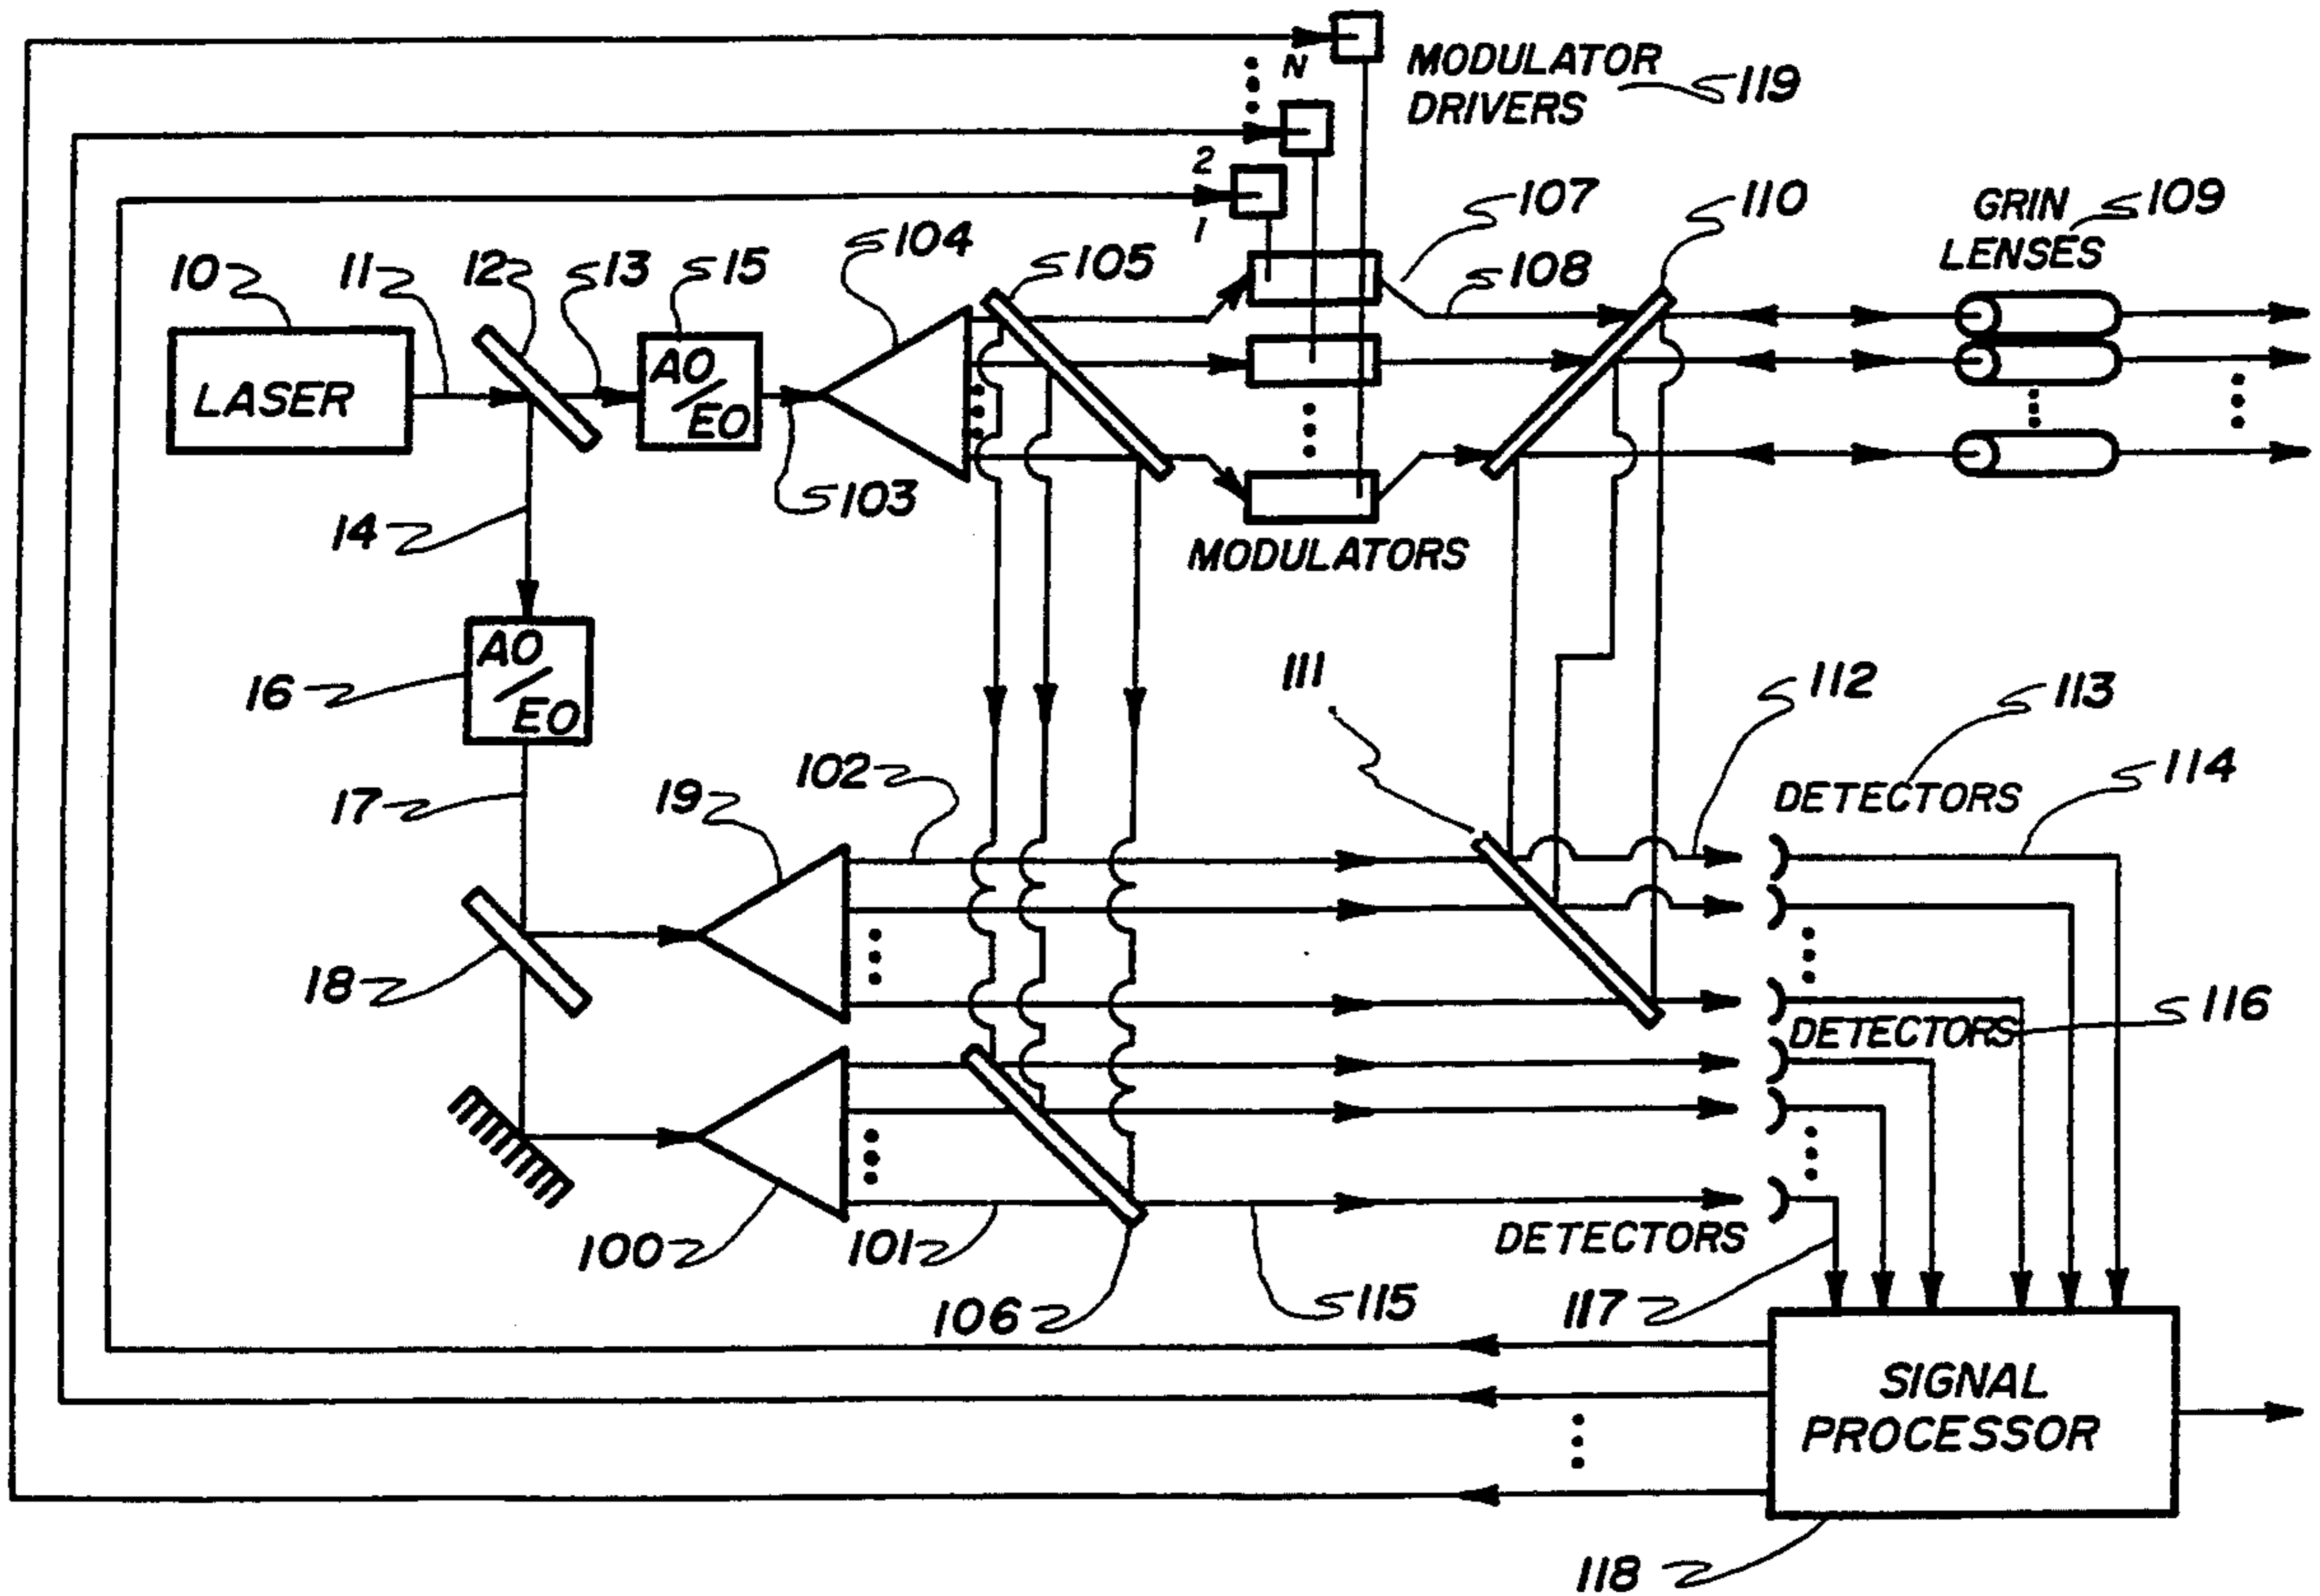 N
MODULATOR
DRIVERS
119
2
1
107
110
GRIN
LENSES
109
10
11
12
13
15
104
105
108
LASER
AO/EO
103
14
MODULATORS
AO/EO
16
111
112
113
17
19
102
DETECTORS
114
18
DETECTORS
116
100
101
106
115
DETECTORS
117
SIGNAL
PROCESSOR
118